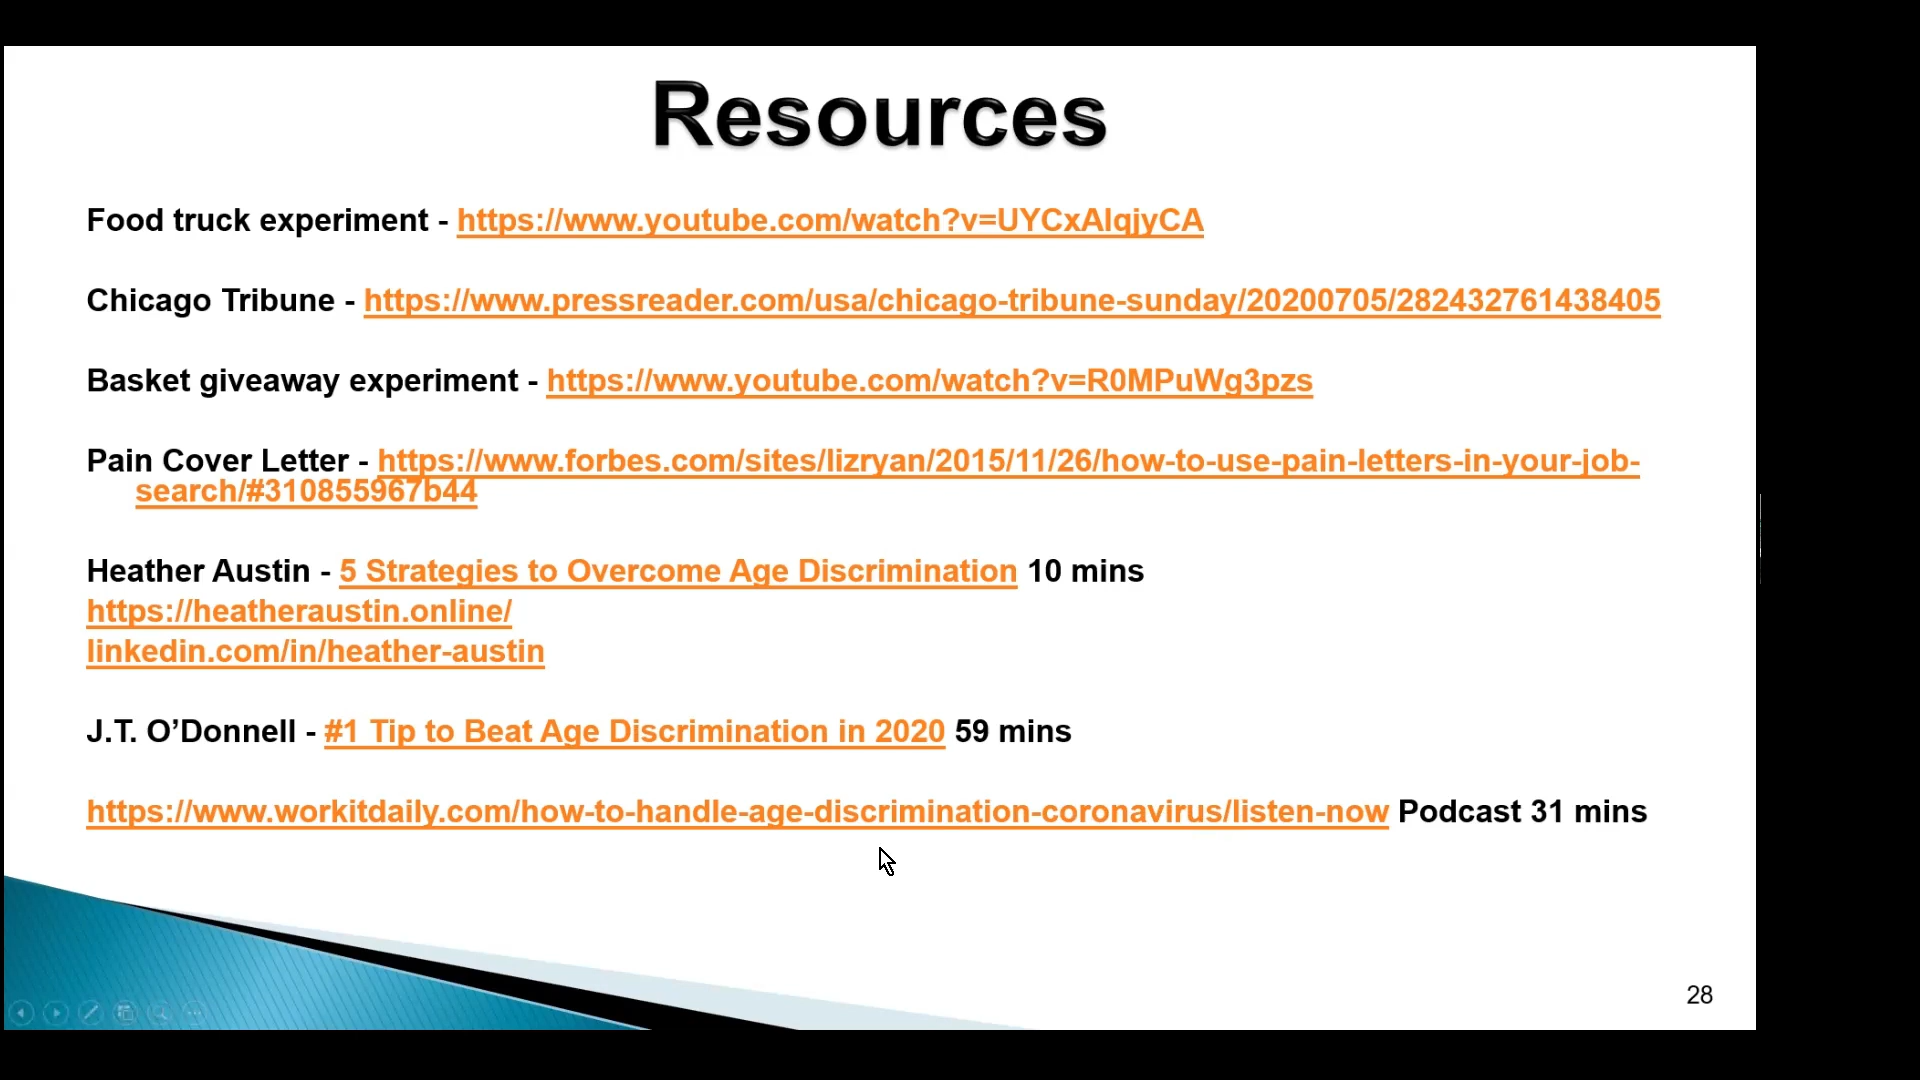 Resources
Food truck experiment - https://www.youtube.com/watch?v=UYCxAIqjyCA
Chicago Tribune - https://www.pressreader.com/usa/chicago-tribune-sunday/20200705/282432761438405
Basket giveaway experiment - https://www.youtube.com/watch?v=R0MPuWg3pzs
Pain Cover Letter - https://www.forbes.com/sites/lizryan/2015/11/26/how-to-use-pain-letters-in-your-job-
search/#310855967b44
Heather Austin - 5 Strategies to Overcome Age Discrimination 10 mins
https://heatheraustin.online/
linkedin.com/in/heather-austin
J.T. O’Donnell - #1 Tip to Beat Age Discrimination in 2020 59 mins
https://www.workitdaily.com/how-to-handle-age-discrimination-coronavirus/listen-now Podcast 31 mins
28